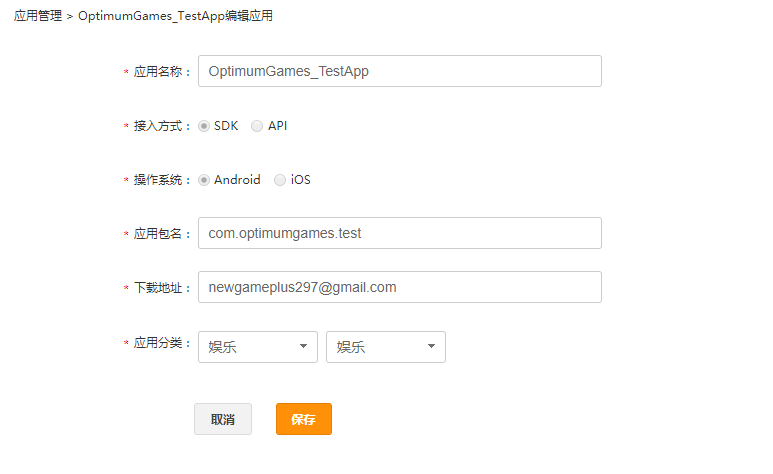 应用管理 > OptimumGames_TestApp编辑应用
* 应用名称： OptimumGames_TestApp
* 接入方式： SDK API
* 操作系统： Android iOS
* 应用包名： com.optimumgames.test
* 下载地址： newgameplus297@gmail.com
* 应用分类： 娱乐 娱乐
取消 保存